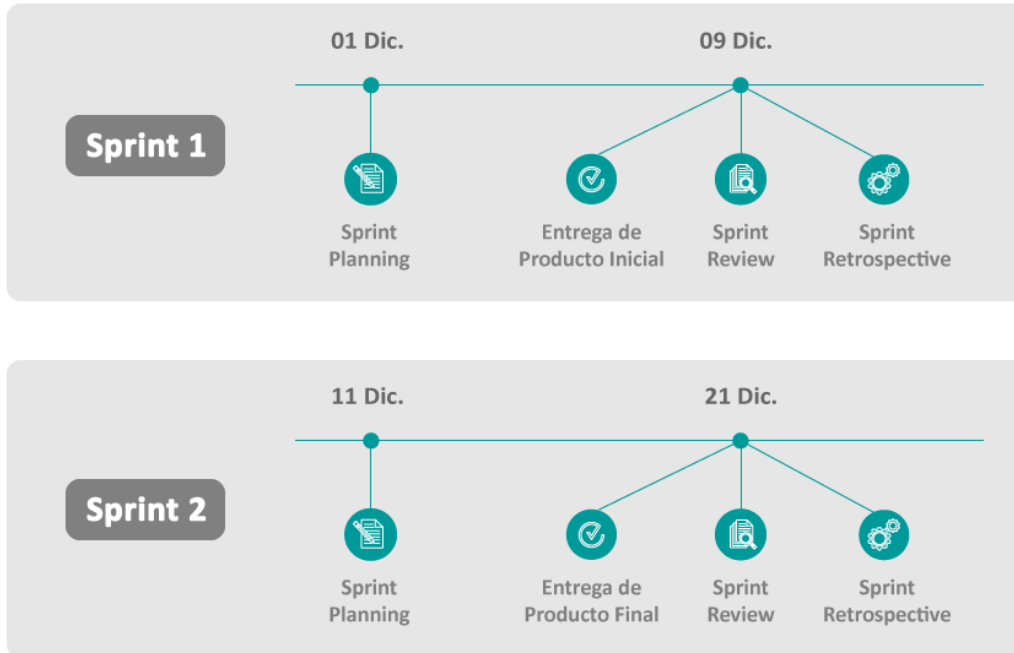 01 Dic.
09 Dic.
Sprint 1
Sprint
Planning
Entrega de
Producto Inicial
Sprint
Review
Sprint
Retrospective
11 Dic.
21 Dic.
Sprint 2
Sprint
Planning
Entrega de
Producto Final
Sprint
Review
Sprint
Retrospective